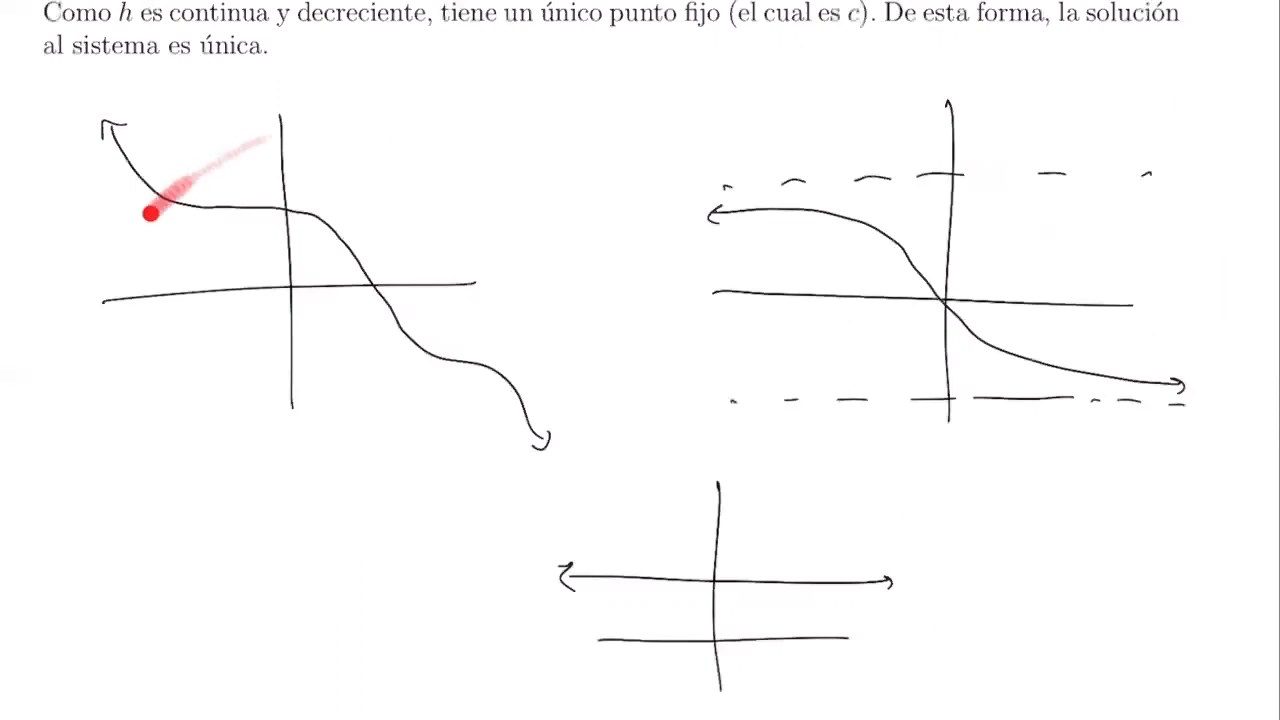 Como h es continua y decreciente, tiene un único punto fijo (el cual es c). De esta forma, la solución
al sistema es única.